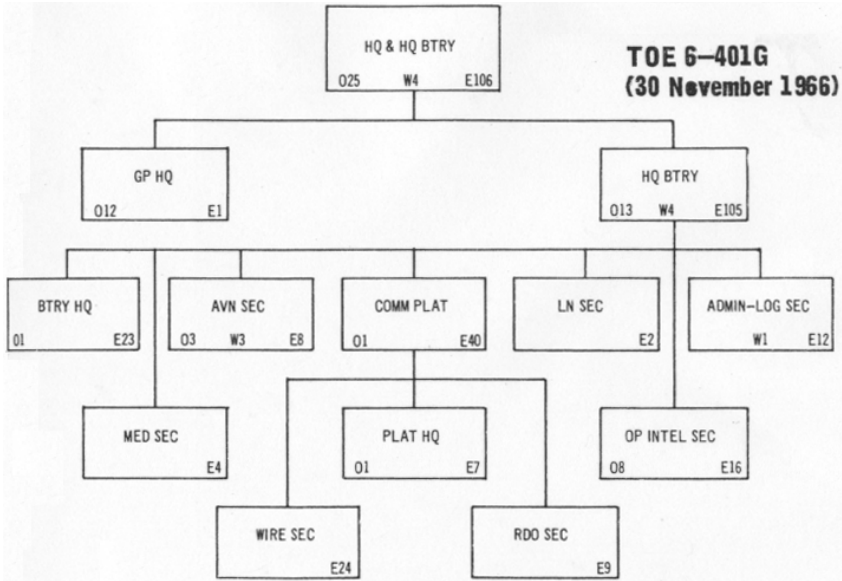 HQ & HQ BTRY
O25 W4 E106
TOE 6–401G
(30 November 1966)
GP HQ
O12 E1
HQ BTRY
O13 W4 E105
BTRY HQ
O1 E23
AVN SEC
O3 W3 E8
COMM PLAT
O1 E40
LN SEC
E2
ADMIN-LOG SEC
W1 E12
MED SEC
E4
PLAT HQ
O1 E7
OP INTEL SEC
O8 E16
WIRE SEC
E24
RDO SEC
E9